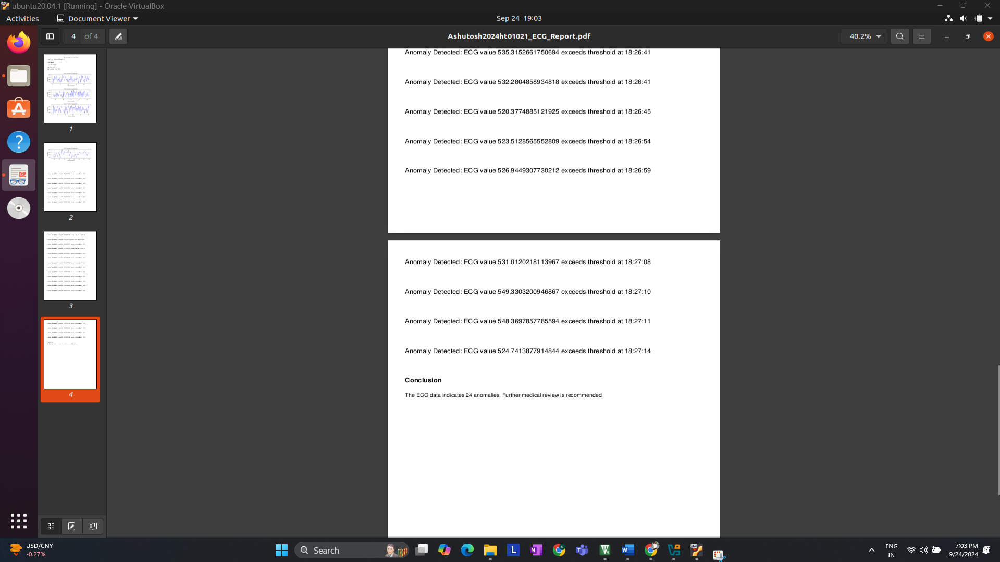 ubuntu20.04.1 [Running] - Oracle VirtualBox
Activities
Document Viewer
Sep 24 19:03
4 of 4
Ashutosh2024ht01021_ECG_Report.pdf
40.2%
Anomaly Detected: ECG value 535.3152661750694 exceeds threshold at 18:26:41
Anomaly Detected: ECG value 532.2804858934818 exceeds threshold at 18:26:41
Anomaly Detected: ECG value 520.3774885121925 exceeds threshold at 18:26:45
Anomaly Detected: ECG value 523.5128565552809 exceeds threshold at 18:26:54
Anomaly Detected: ECG value 526.9449307730212 exceeds threshold at 18:26:59
Anomaly Detected: ECG value 531.0120218113967 exceeds threshold at 18:27:08
Anomaly Detected: ECG value 549.3303200946867 exceeds threshold at 18:27:10
Anomaly Detected: ECG value 548.3697857785594 exceeds threshold at 18:27:11
Anomaly Detected: ECG value 524.7413877914844 exceeds threshold at 18:27:14
Conclusion
The ECG data indicates 24 anomalies. Further medical review is recommended.
1
2
3
4
USD/CNY
-0.27%
Search
ENG
IN
7:03 PM
9/24/2024